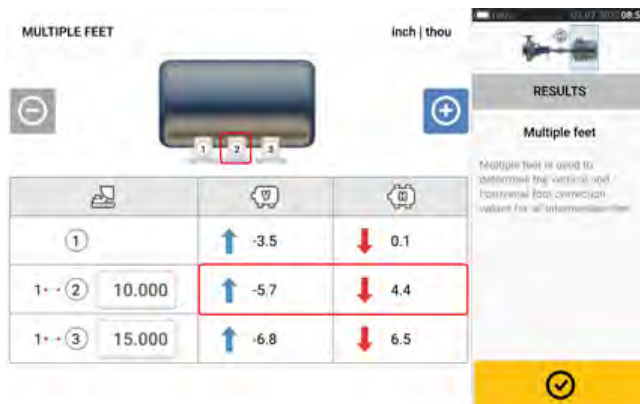 MULTIPLE FEET
inch | thou
08:5
RESULTS
Multiple feet
Multiple feet is used to
determine the vertical and
horizontal foot correction
values for all intermediate feet
1 2 3
V H
1 -3.5 0.1
1 2 10.000 -5.7 4.4
1 3 15.000 -6.8 6.5